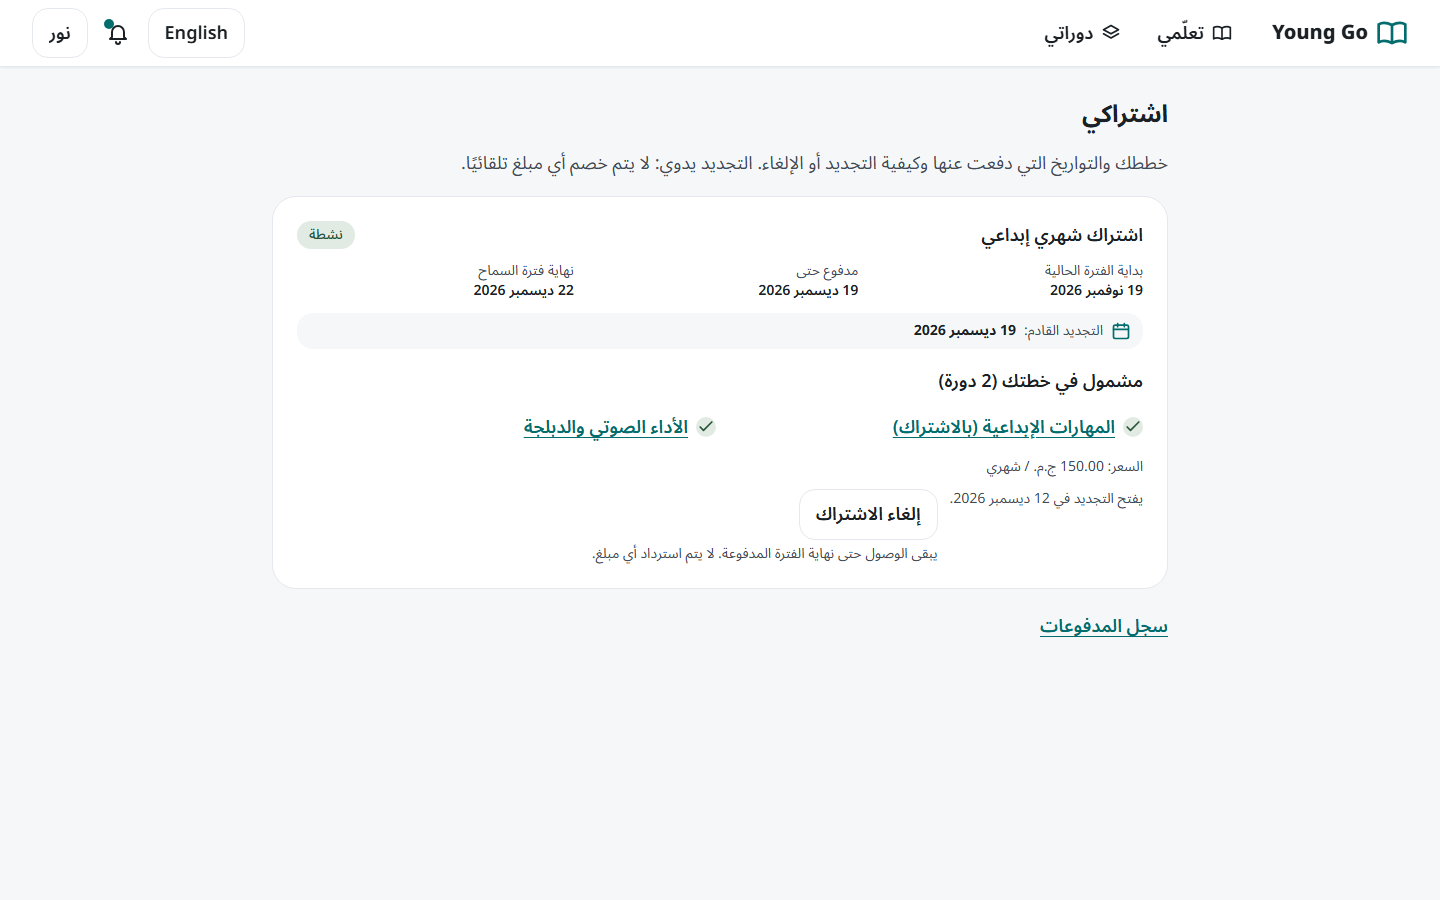 Young Go
تعلّمي
دوراتي
English
نور
اشتراكي
خططك والتواريخ التي دفعت عنها وكيفية التجديد أو الإلغاء. التجديد يدوي: لا يتم خصم أي مبلغ تلقائيًا.
اشتراك شهري إبداعي
نشطة
بداية الفترة الحالية
19 نوفمبر 2026
مدفوع حتى
19 ديسمبر 2026
نهاية فترة السماح
22 ديسمبر 2026
التجديد القادم: 19 ديسمبر 2026
مشمول في خطتك (2 دورة)
المهارات الإبداعية (بالاشتراك)
الأداء الصوتي والدبلجة
السعر: 150.00 ج.م. / شهري
يفتح التجديد في 12 ديسمبر 2026.
إلغاء الاشتراك
يبقى الوصول حتى نهاية الفترة المدفوعة. لا يتم استرداد أي مبلغ.
سجل المدفوعات